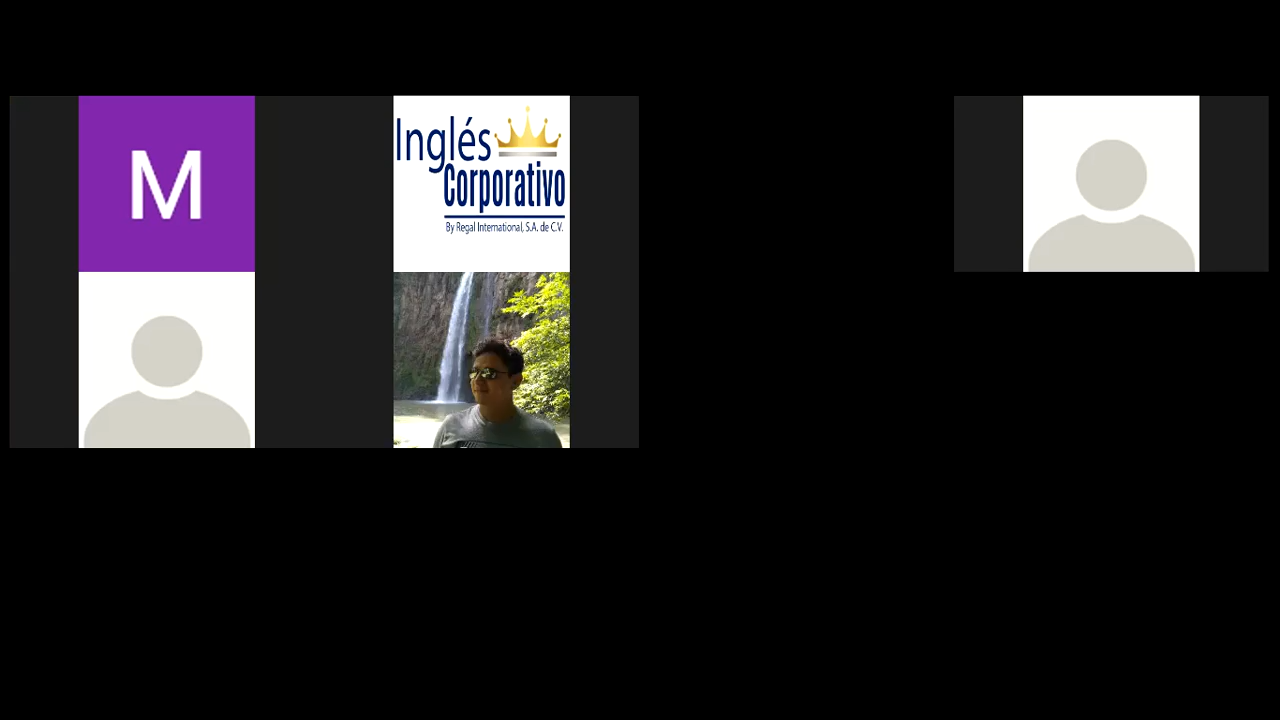 M
Inglés
Corporativo
By Regal International, S.A. de C.V.